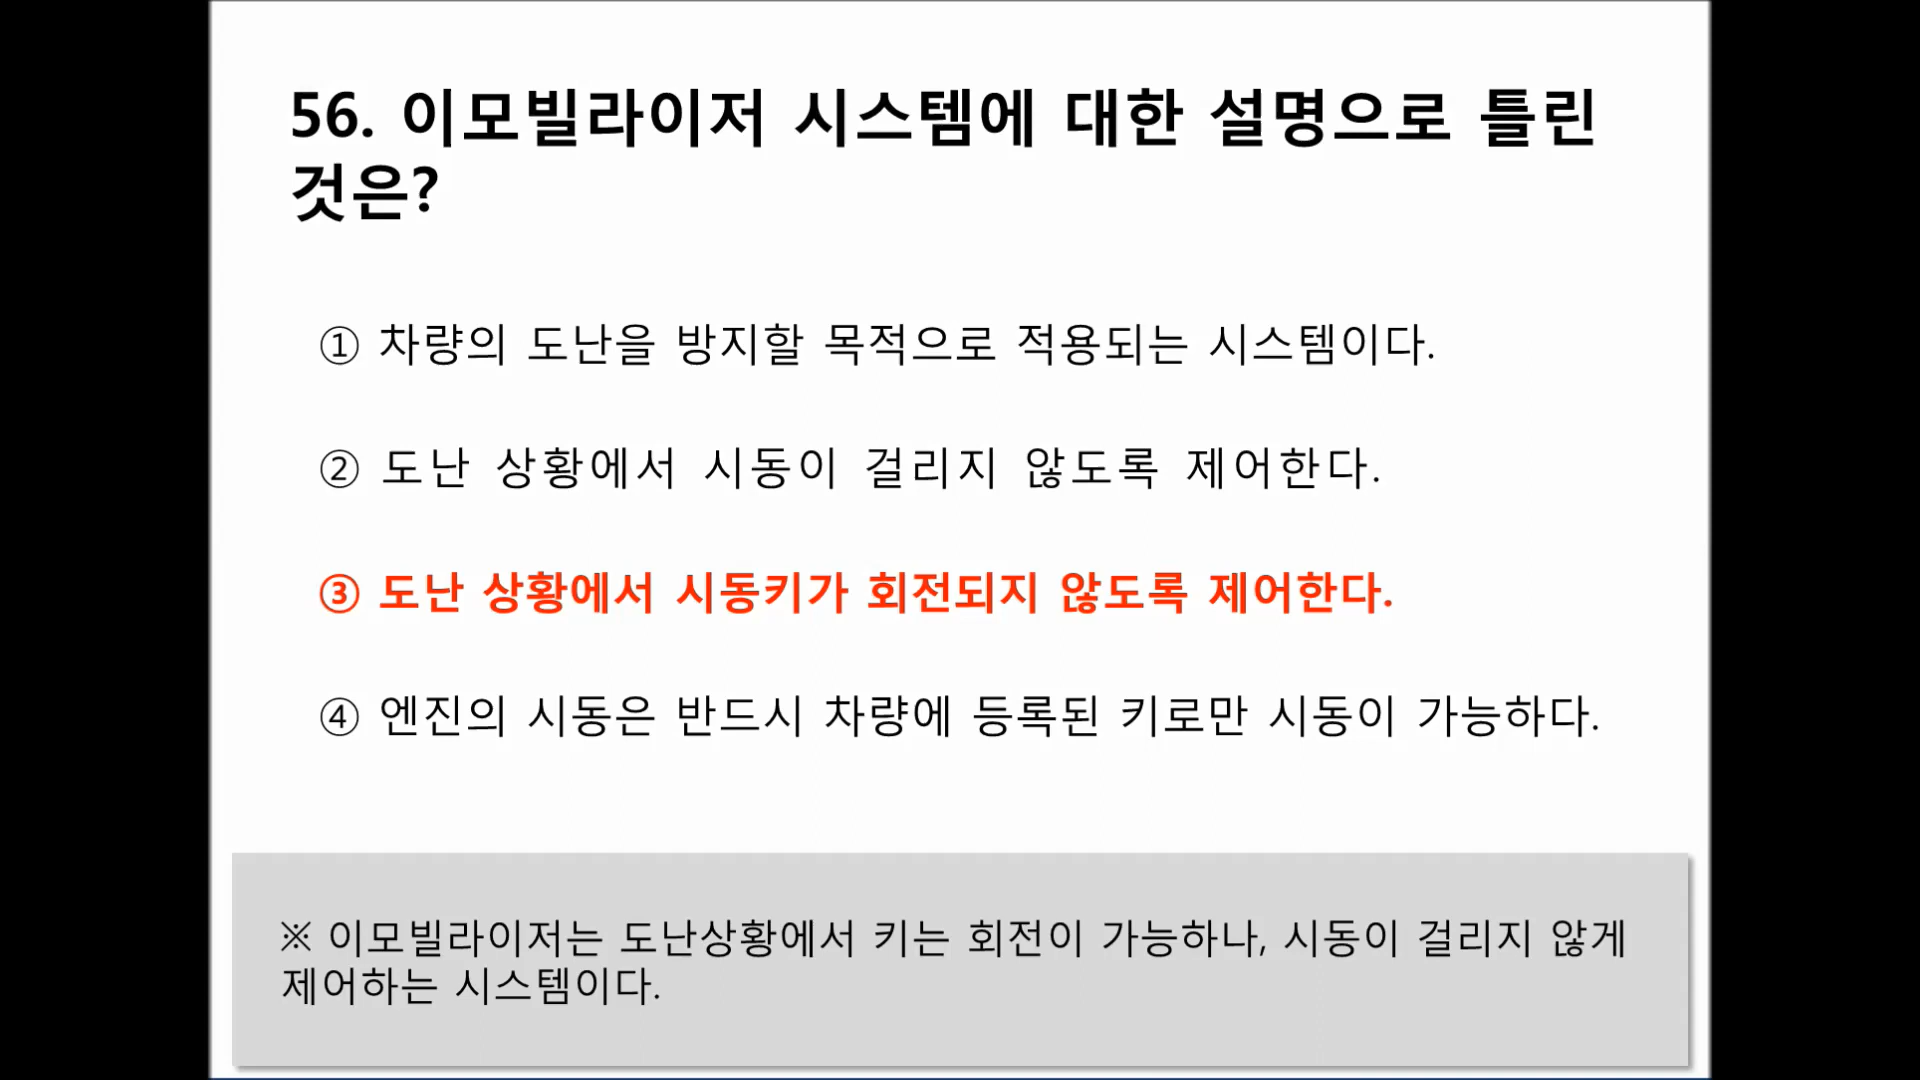 56. 이모빌라이저 시스템에 대한 설명으로 틀린
것은?
① 차량의 도난을 방지할 목적으로 적용되는 시스템이다.
② 도난 상황에서 시동이 걸리지 않도록 제어한다.
③ 도난 상황에서 시동키가 회전되지 않도록 제어한다.
④ 엔진의 시동은 반드시 차량에 등록된 키로만 시동이 가능하다.
※ 이모빌라이저는 도난상황에서 키는 회전이 가능하나, 시동이 걸리지 않게
제어하는 시스템이다.